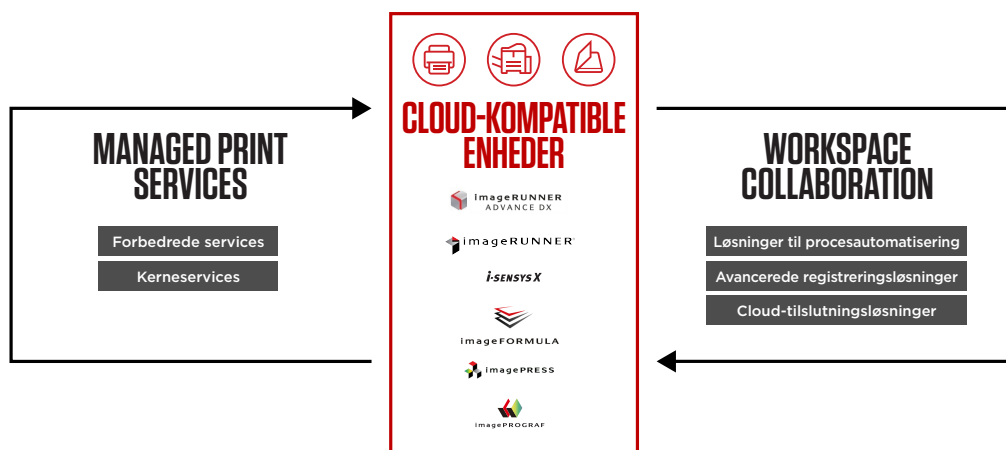 MANAGED PRINT
SERVICES
Forbedrede services
Kerneservices
CLOUD-KOMPATIBLE
ENHEDER
imageRUNNER
ADVANCE DX
imageRUNNER
i-SENSYS X
imageFORMULA
imagePRESS
imagePROGRAF
WORKSPACE
COLLABORATION
Løsninger til procesautomatisering
Avancerede registreringsløsninger
Cloud-tilslutningsløsninger